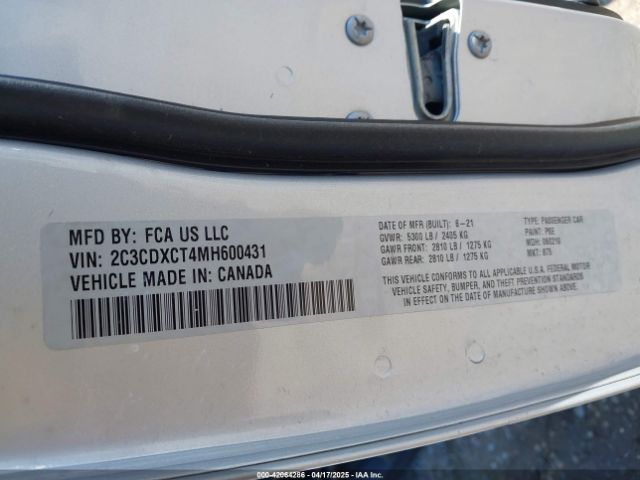 MFD BY: FCA US LLC
VIN: 2C3CDXCT4MH600431
VEHICLE MADE IN: CANADA
DATE OF MFR (BUILT): 6-21
GVWR: 5300 LB / 2405 KG
GAWR FRONT: 2810 LB / 1275 KG
GAWR REAR: 2810 LB / 1275 KG
TYPE: PASSENGER CAR
PAINT:
MDH:
MKT:
THIS VEHICLE CONFORMS TO ALL APPLICABLE U.S.A. FEDERAL MOTOR
VEHICLE SAFETY, BUMPER, AND THEFT PREVENTION STANDARDS
IN EFFECT ON THE DATE OF MANUFACTURE SHOWN ABOVE.
000-42064286 - 04/17/2025 - IAA Inc.